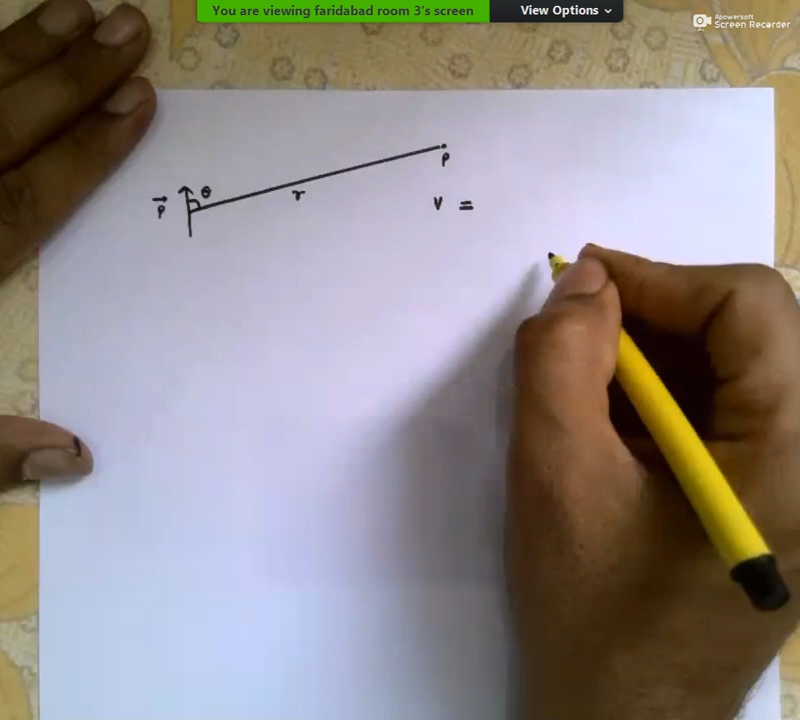 You are viewing faridabad room 3's screen
View Options
Apowersoft
Screen Recorder
P
θ
P⃗
r
V =